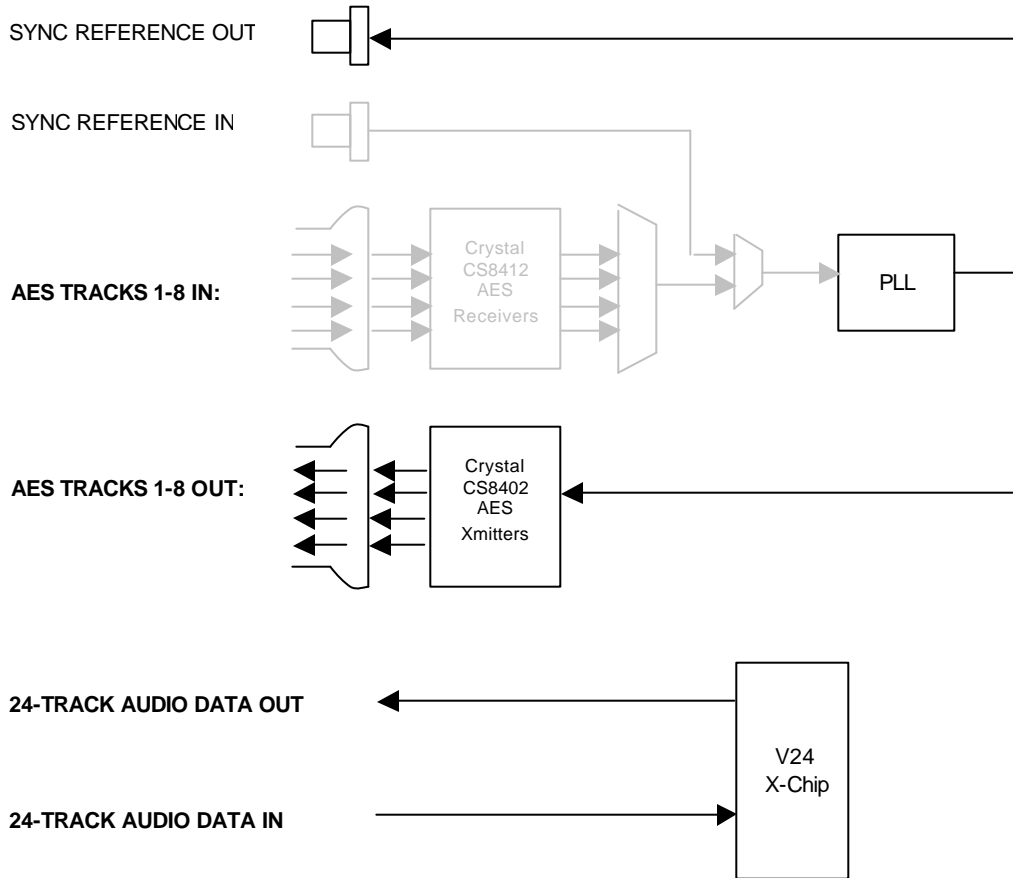 SYNC REFERENCE OUT
SYNC REFERENCE IN
AES TRACKS 1-8 IN:
Crystal
CS8412
AES
Receivers
PLL
AES TRACKS 1-8 OUT:
Crystal
CS8402
AES
Xmitters
24-TRACK AUDIO DATA OUT
V24
X-Chip
24-TRACK AUDIO DATA IN